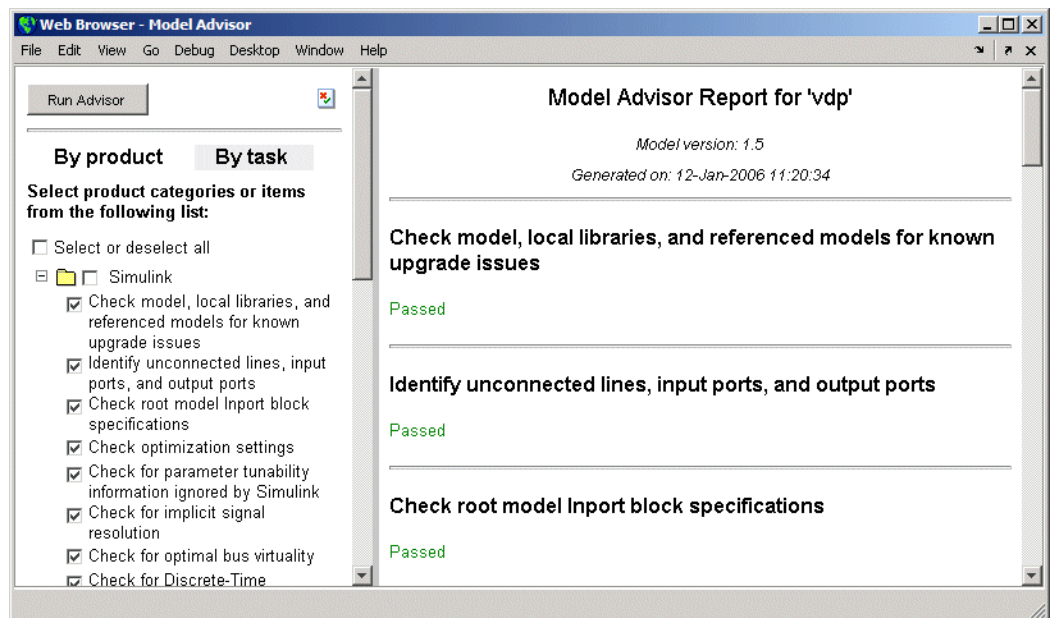 Web Browser - Model Advisor
File Edit View Go Debug Desktop Window Help
Run Advisor
By product By task
Select product categories or items
from the following list:
Select or deselect all
Simulink
Check model, local libraries, and
referenced models for known
upgrade issues
Identify unconnected lines, input
ports, and output ports
Check root model Inport block
specifications
Check optimization settings
Check for parameter tunability
information ignored by Simulink
Check for implicit signal
resolution
Check for optimal bus virtuality
Check for Discrete-Time
Model Advisor Report for 'vdp'
Model version: 1.5
Generated on: 12-Jan-2006 11:20:34
Check model, local libraries, and referenced models for known
upgrade issues
Passed
Identify unconnected lines, input ports, and output ports
Passed
Check root model Inport block specifications
Passed